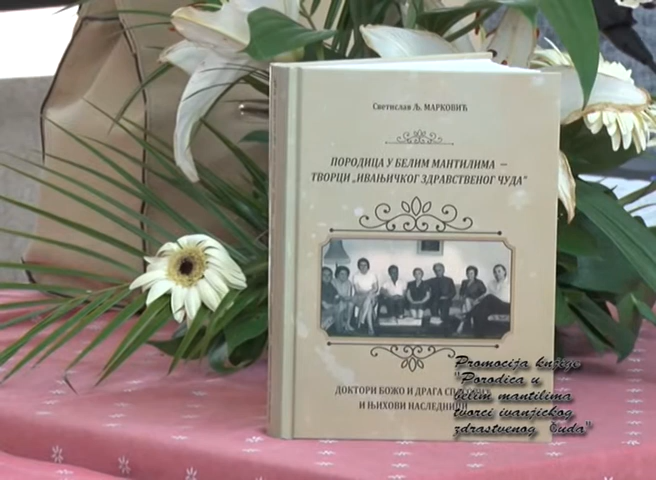 Светислав Љ. МАРКОВИЋ
ПОРОДИЦА У БЕЛИМ МАНТИЛИМА –
ТВОРЦИ „ИВАЊИЧКОГ ЗДРАВСТВЕНОГ ЧУДА“
ДОКТОРИ БОЖО И ДРАГА
И ЊИХОВИ НАСЛЕДНИЦИ
Promocija knjige
"Porodica u
belim mantilima
tvorci ivanjickog
zdrastvenog čuda"